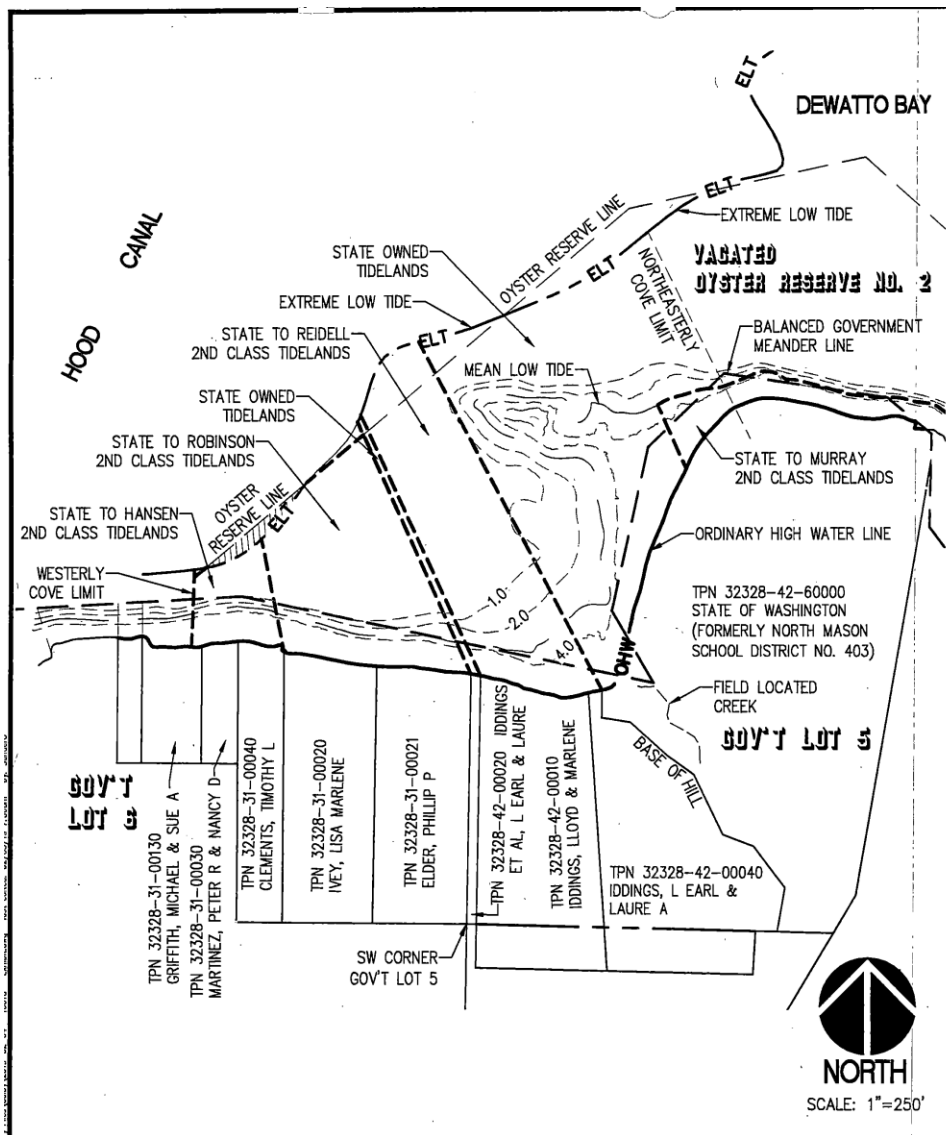 ELT
DEWATTO BAY
ELT
EXTREME LOW TIDE
CANAL
HOOD
OYSTER RESERVE LINE
STATE OWNED
TIDELANDS
ELT
NORTHEASTERLY
COVE LIMIT
VACATED
OYSTER RESERVE NO. 2
EXTREME LOW TIDE
ELT
BALANCED GOVERNMENT
MEANDER LINE
STATE TO REIDELL
2ND CLASS TIDELANDS
MEAN LOW TIDE
STATE OWNED
TIDELANDS
STATE TO ROBINSON
2ND CLASS TIDELANDS
STATE TO MURRAY
2ND CLASS TIDELANDS
OYSTER
RESERVE LINE
ELT
STATE TO HANSEN
2ND CLASS TIDELANDS
ORDINARY HIGH WATER LINE
WESTERLY
COVE LIMIT
TPN 32328-42-60000
STATE OF WASHINGTON
(FORMERLY NORTH MASON
SCHOOL DISTRICT NO. 403)
1.0
2.0
4.0
OHW
FIELD LOCATED
CREEK
GOV'T LOT 5
BASE OF HILL
GOV'T
LOT 6
TPN 32328-31-00130
GRIFFITH, MICHAEL & SUE A
TPN 32328-31-00030
MARTINEZ, PETER R & NANCY D
TPN 32328-31-00040
CLEMENTS, TIMOTHY L
TPN 32328-31-00020
IVEY, LISA MARLENE
TPN 32328-31-00021
ELDER, PHILLIP P
TPN 32328-42-00020 IDDINGS
ET AL, L EARL & LAURE
TPN 32328-42-00010
IDDINGS, LLOYD & MARLENE
TPN 32328-42-00040
IDDINGS, L EARL &
LAURE A
SW CORNER
GOV'T LOT 5
NORTH
SCALE: 1"=250'